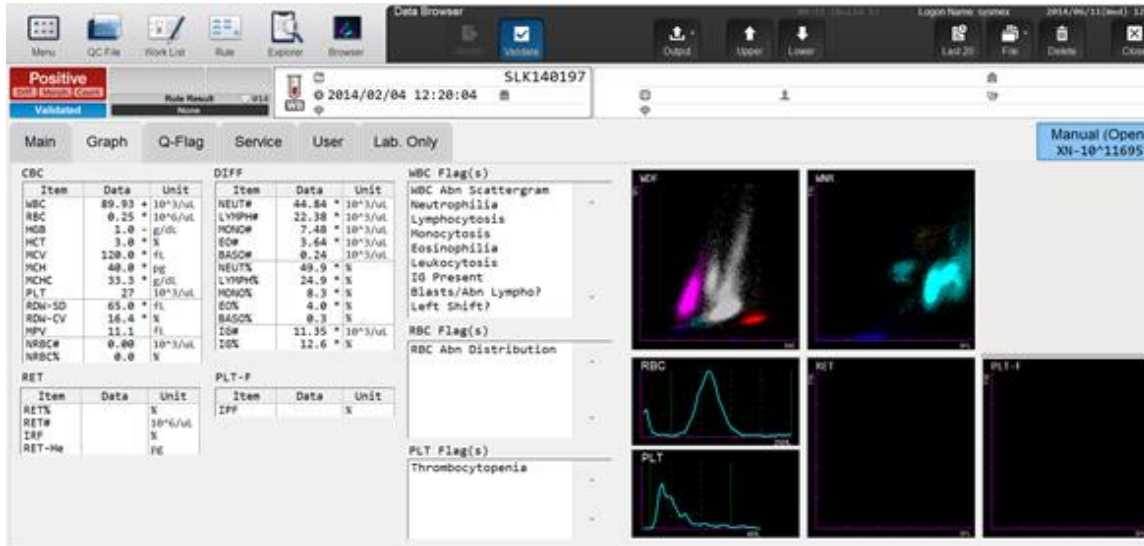 Data Browser
Logon Name sysmex 2014/06/11(Wed) 12
Menu QC File Work List Rule Explorer Browser Validate Output Upper Lower Last 20 File Delete Close
Positive
Diff. Morph. Count
Validated
Rule Result
None
WB
SLK140197
2014/02/04 12:20:04
Main Graph Q-Flag Service User Lab. Only
Manual (Open
XN-10^11695
CBC
Item Data Unit
WBC 89.93 + 10^3/uL
RBC 0.25 * 10^6/uL
HGB 1.0 - g/dL
HCT 3.0 * %
MCV 120.0 * fL
MCH 40.0 * pg
MCHC 33.3 * g/dL
PLT 27 10^3/uL
RDW-SD 65.0 * fL
RDW-CV 16.4 * %
MPV 11.1 fL
NRBC# 0.00 10^3/uL
NRBC% 0.0 %
DIFF
Item Data Unit
NEUT# 44.84 * 10^3/uL
LYMPH# 22.38 * 10^3/uL
MONO# 7.48 * 10^3/uL
EO# 3.64 * 10^3/uL
BASO# 0.24 10^3/uL
NEUT% 49.9 * %
LYMPH% 24.9 * %
MONO% 8.3 * %
EO% 4.0 * %
BASO% 0.3 %
IG# 11.35 * 10^3/uL
IG% 12.6 * %
WBC Flag(s)
WBC Abn Scattergram
Neutrophilia
Lymphocytosis
Monocytosis
Eosinophilia
Leukocytosis
IG Present
Blasts/Abn Lympho?
Left Shift?
RBC Flag(s)
RBC Abn Distribution
PLT Flag(s)
Thrombocytopenia
RET
Item Data Unit
RET% %
RET# 10^6/uL
IRF %
RET-He pg
PLT-F
Item Data Unit
IPF %
WDF
WNR
RBC
RET
PLT-F
PLT